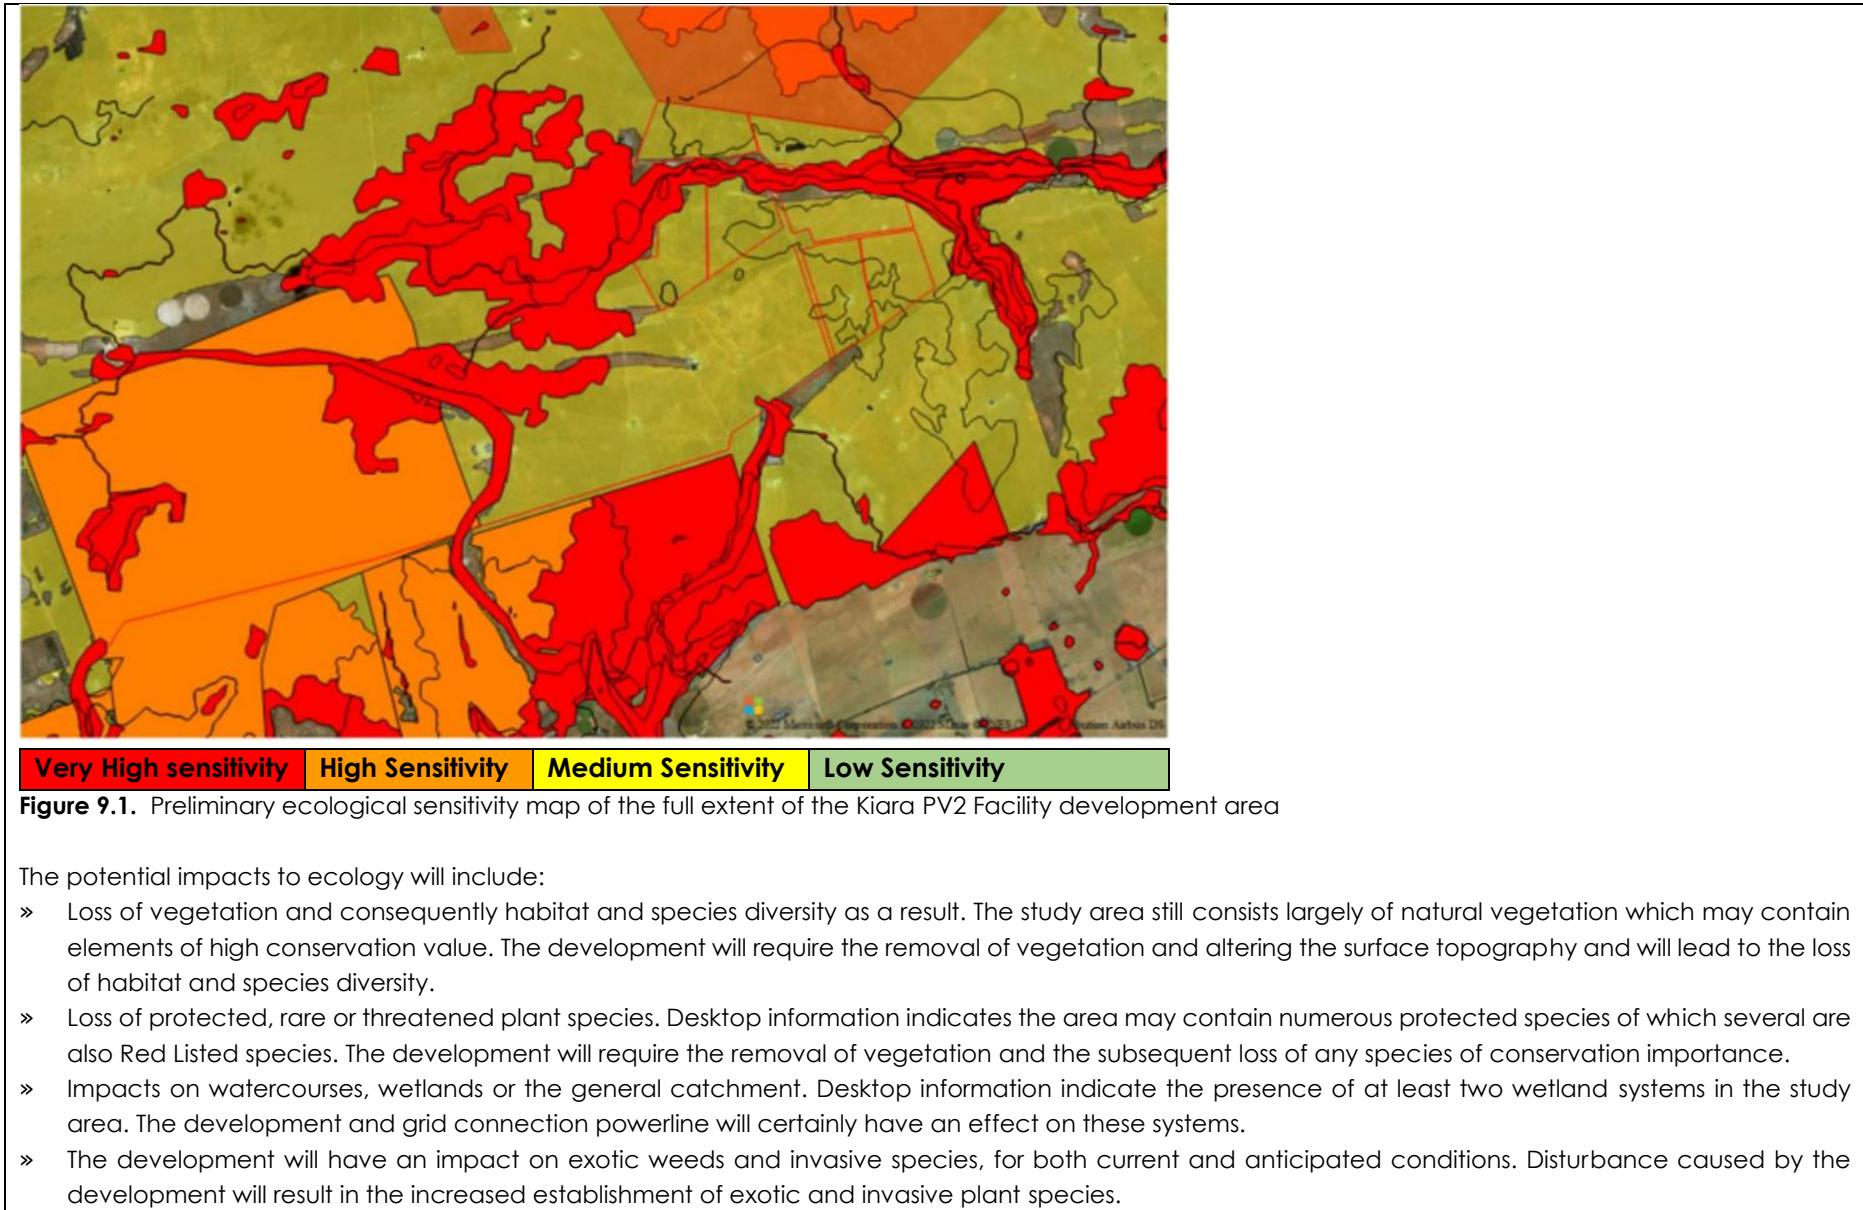 © 2022 Microsoft Corporation © 2022 Maxar © Airbus DS
Very High sensitivity High Sensitivity Medium Sensitivity Low Sensitivity
Figure 9.1. Preliminary ecological sensitivity map of the full extent of the Kiara PV2 Facility development area
The potential impacts to ecology will include:
» Loss of vegetation and consequently habitat and species diversity as a result. The study area still consists largely of natural vegetation which may contain
elements of high conservation value. The development will require the removal of vegetation and altering the surface topography and will lead to the loss
of habitat and species diversity.
» Loss of protected, rare or threatened plant species. Desktop information indicates the area may contain numerous protected species of which several are
also Red Listed species. The development will require the removal of vegetation and the subsequent loss of any species of conservation importance.
» Impacts on watercourses, wetlands or the general catchment. Desktop information indicate the presence of at least two wetland systems in the study
area. The development and grid connection powerline will certainly have an effect on these systems.
» The development will have an impact on exotic weeds and invasive species, for both current and anticipated conditions. Disturbance caused by the
development will result in the increased establishment of exotic and invasive plant species.